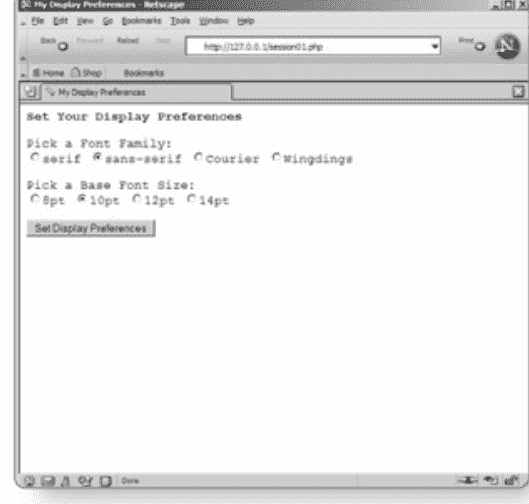 My Display Preferences - Netscape
File Edit View Go Bookmarks Tools Window Help
Back Forward Reload Stop http://127.0.0.1/session01.php Print
Home Shop Bookmarks
My Display Preferences
Set Your Display Preferences
Pick a Font Family:
serif sans-serif Courier Wingdings
Pick a Base Font Size:
8pt 10pt 12pt 14pt
Set Display Preferences
Done